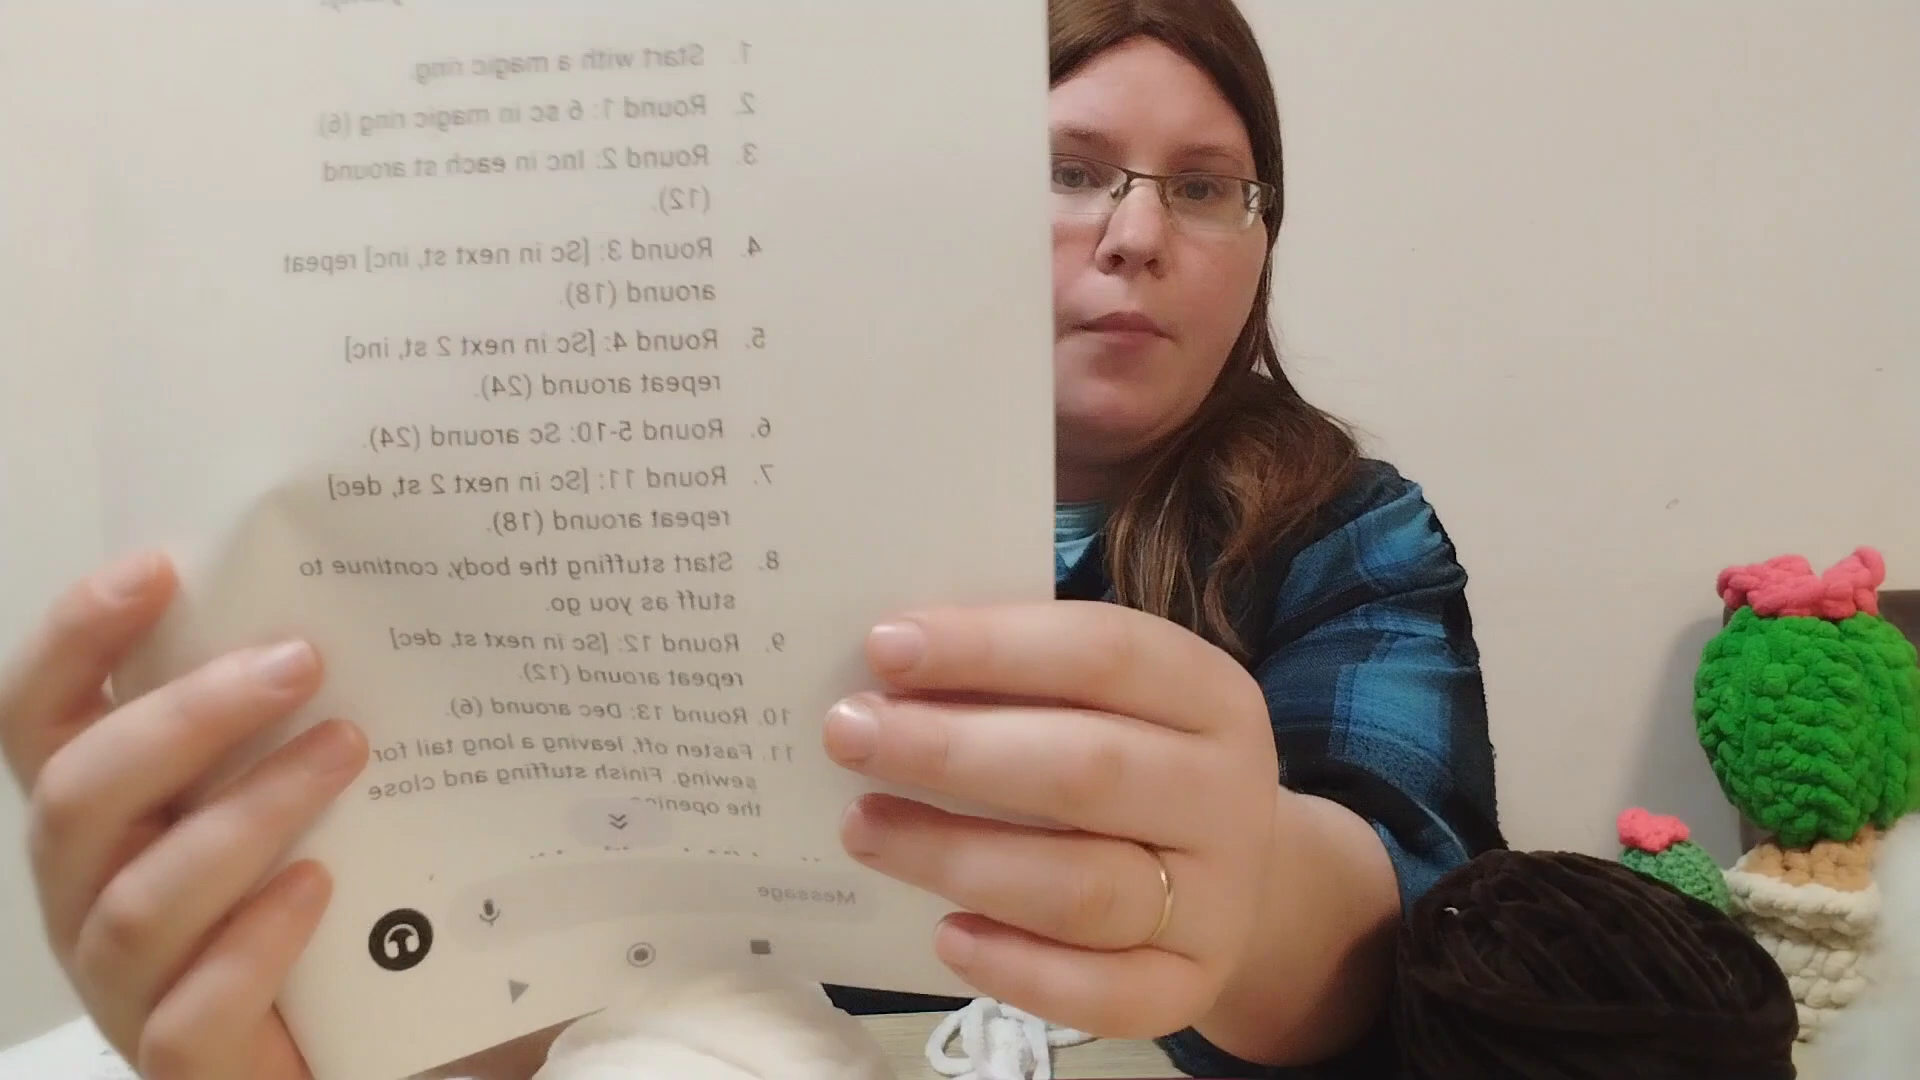 1. Start with a magic ring
2. Round 1: 6 sc in magic ring (6)
3. Round 2: Inc in each st around
(12).
4. Round 3: [Sc in next st, inc] repeat
around (18).
5. Round 4: [Sc in next 2 st, inc]
repeat around (24).
6. Round 5-10: Sc around (24).
7. Round 11: [Sc in next 2 st, dec]
repeat around (18).
8. Start stuffing the body, continue to
stuff as you go.
9. Round 12: [Sc in next st, dec]
repeat around (12).
10. Round 13: Dec around (6).
11. Fasten off, leaving a long tail for
sewing. Finish stuffing and close
the
Message